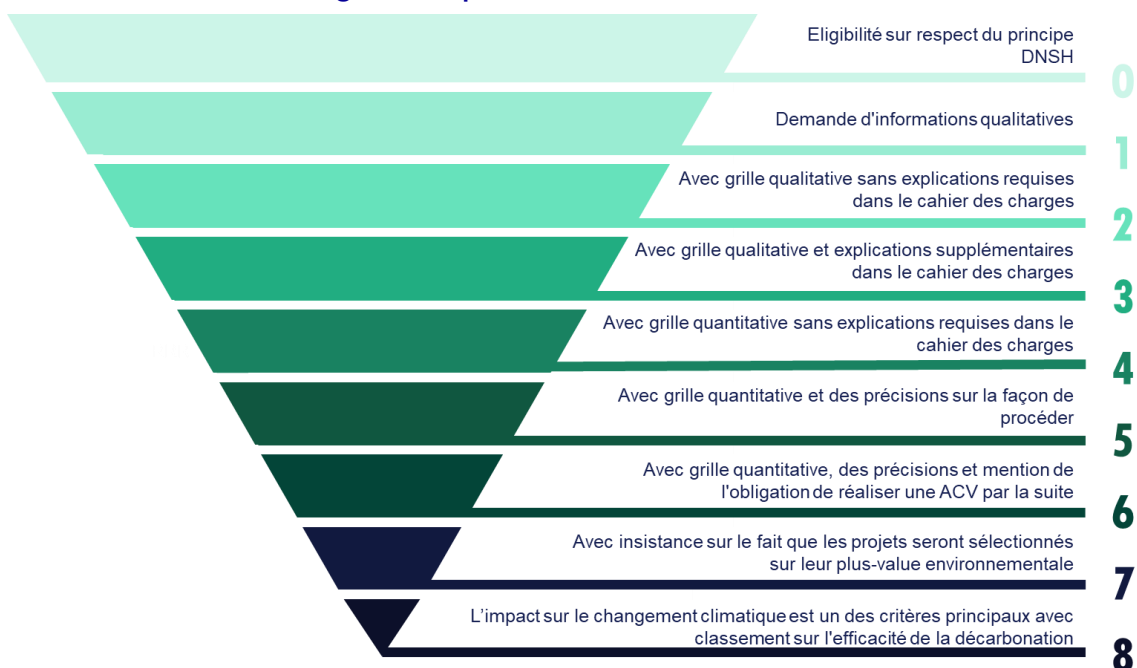 Eligibilité sur respect du principe
DNSH
0
Demande d'informations qualitatives
1
Avec grille qualitative sans explications requises
dans le cahier des charges
2
Avec grille qualitative et explications supplémentaires
dans le cahier des charges
3
Avec grille quantitative sans explications requises dans le
cahier des charges
4
Avec grille quantitative et des précisions sur la façon de
procéder
5
Avec grille quantitative, des précisions et mention de
l'obligation de réaliser une ACV par la suite
6
Avec insistance sur le fait que les projets seront sélectionnés
sur leur plus-value environnementale
7
L'impact sur le changement climatique est un des critères principaux avec
classement sur l'efficacité de la décarbonation
8